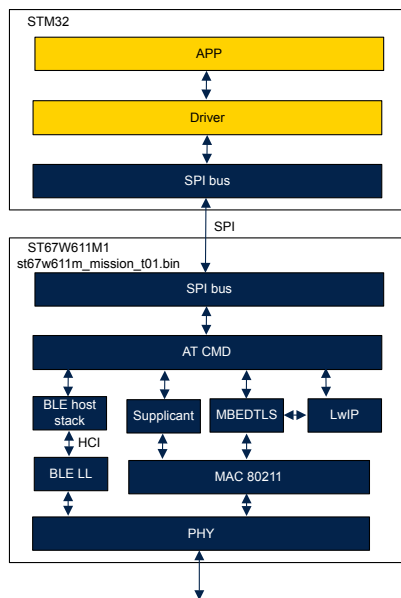 STM32
APP
Driver
SPI bus
SPI
ST67W611M1
st67w611m_mission_t01.bin
SPI bus
AT CMD
BLE host
stack
Supplicant
MBEDTLS
LwIP
HCI
BLE LL
MAC 80211
PHY